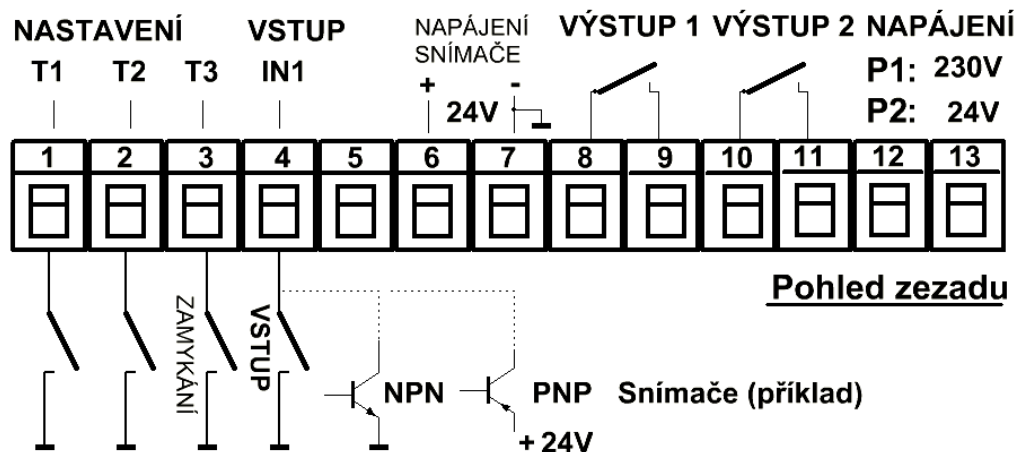 NASTAVENÍ VSTUP NAPÁJENÍ SNÍMAČE VÝSTUP 1 VÝSTUP 2 NAPÁJENÍ
T1 T2 T3 IN1 + - P1: 230V
24V P2: 24V
1 2 3 4 5 6 7 8 9 10 11 12 13
Pohled zezadu
ZAMYKÁNÍ
VSTUP
NPN PNP Snímače (příklad)
+ 24V